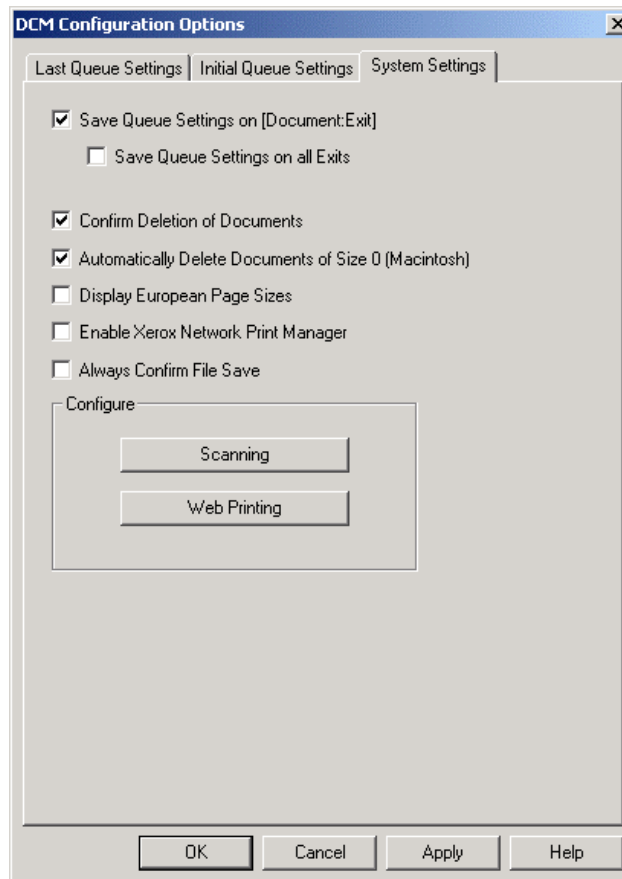 DCM Configuration Options
Last Queue Settings Initial Queue Settings System Settings
Save Queue Settings on [Document:Exit]
Save Queue Settings on all Exits
Confirm Deletion of Documents
Automatically Delete Documents of Size 0 (Macintosh)
Display European Page Sizes
Enable Xerox Network Print Manager
Always Confirm File Save
Configure
Scanning
Web Printing
OK Cancel Apply Help